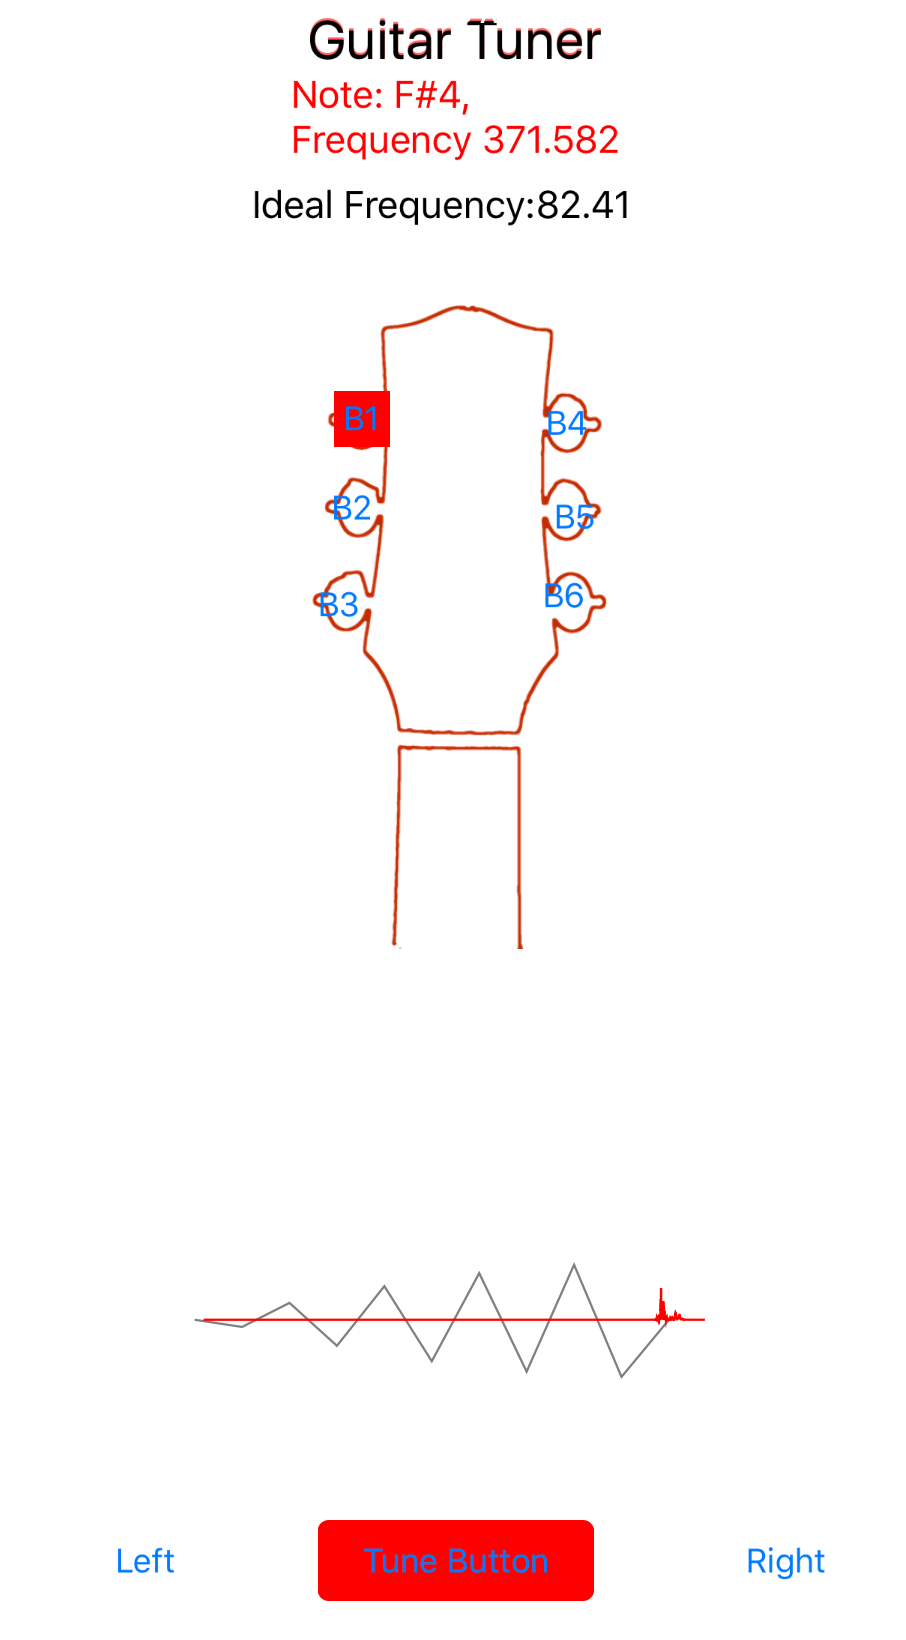 Guitar Tuner
Note: F#4,
Frequency 371.582
Ideal Frequency:82.41
B1
B4
B2
B5
B3
B6
Left
Tune Button
Right